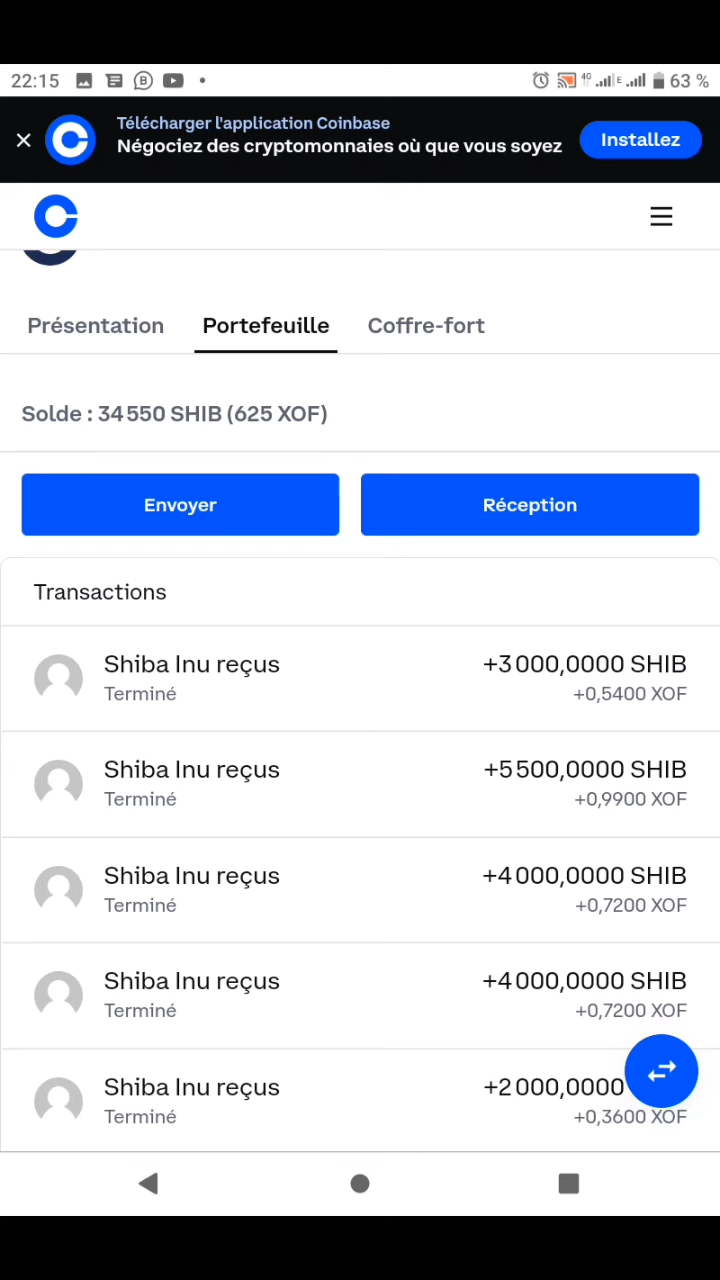 22:15
4G
E
63 %
Télécharger l'application Coinbase
Négociez des cryptomonnaies où que vous soyez
Installez
Présentation
Portefeuille
Coffre-fort
Solde : 34 550 SHIB (625 XOF)
Envoyer
Réception
Transactions
Shiba Inu reçus +3 000,0000 SHIB
Terminé +0,5400 XOF
Shiba Inu reçus +5 500,0000 SHIB
Terminé +0,9900 XOF
Shiba Inu reçus +4 000,0000 SHIB
Terminé +0,7200 XOF
Shiba Inu reçus +4 000,0000 SHIB
Terminé +0,7200 XOF
Shiba Inu reçus +2 000,0000
Terminé +0,3600 XOF